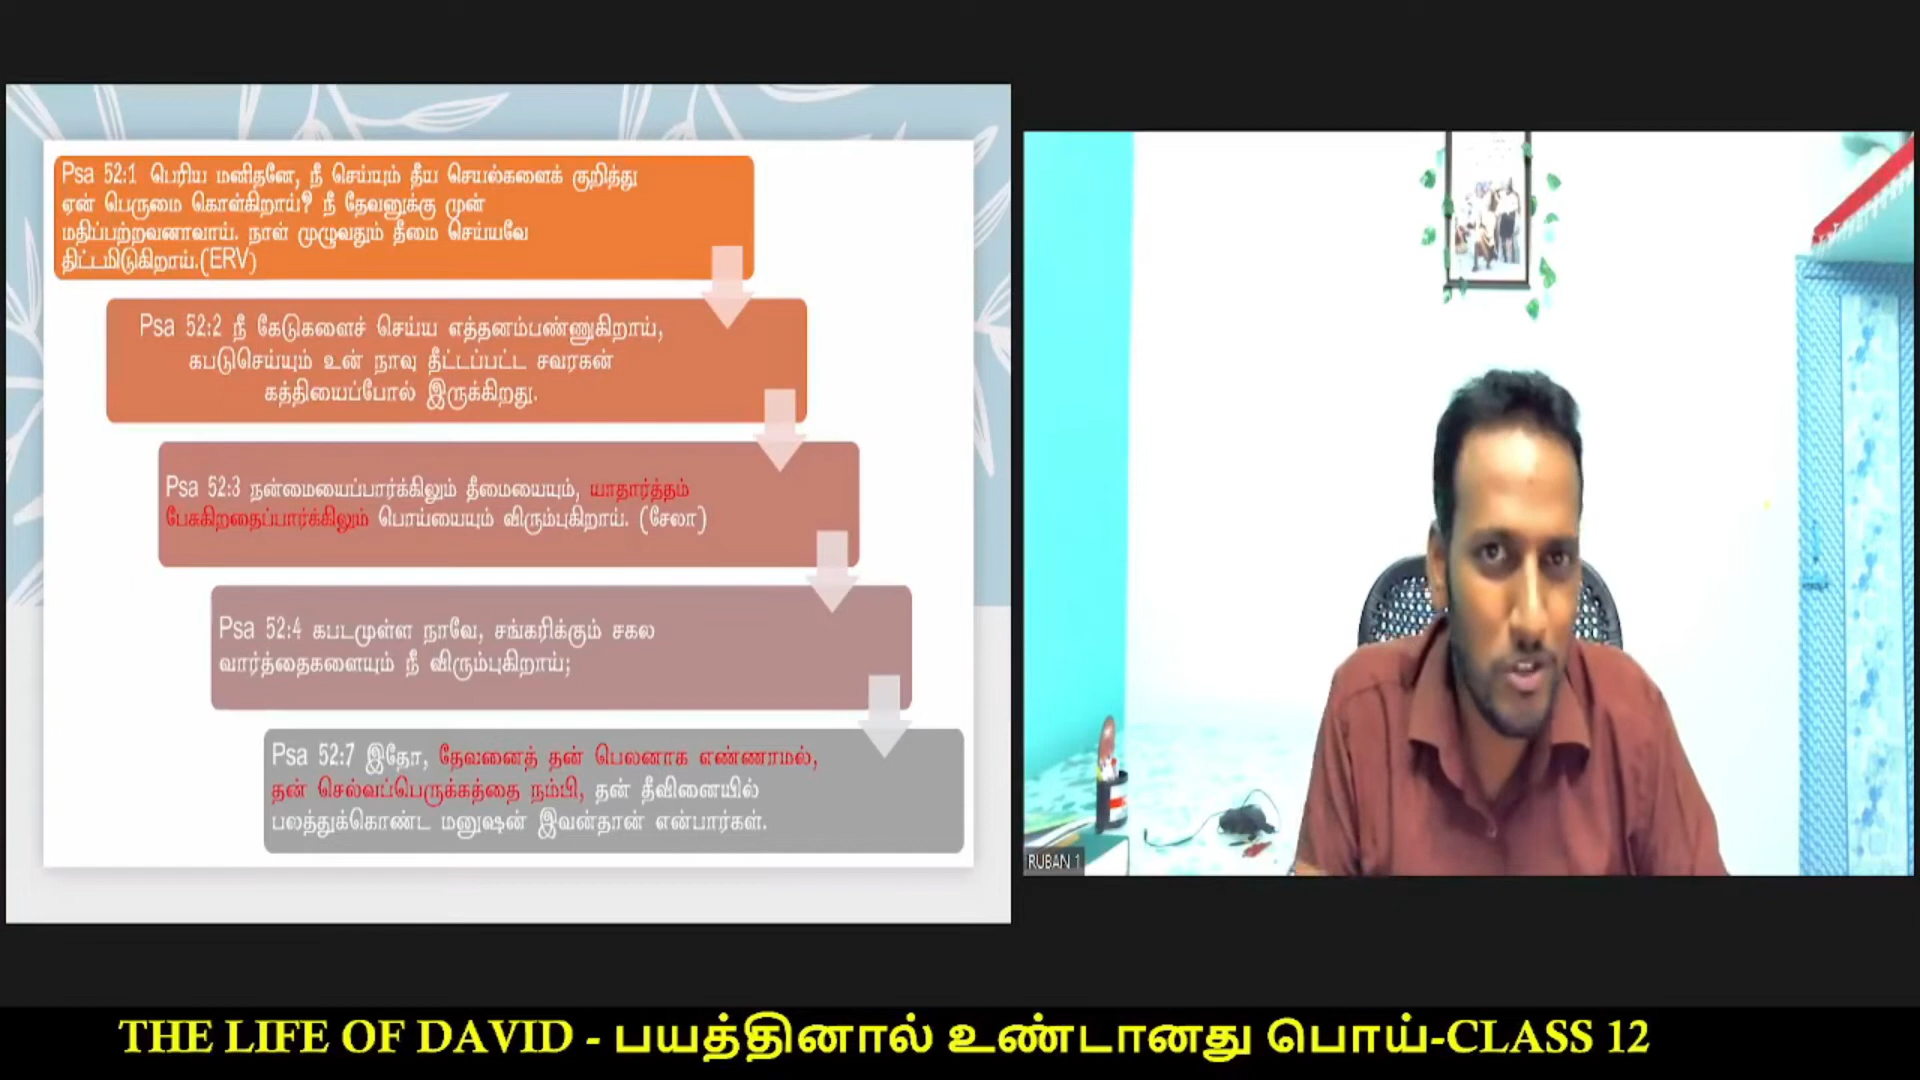 Psa 52:1 பெரிய மனிதனே, நீ செய்யும் தீய செயல்களைக் குறித்து
ஏன் பெருமை கொள்கிறாய்? நீ தேவனுக்கு முன்
மதிப்பற்றவனாவாய். நாள் முழுவதும் தீமை செய்யவே
திட்டமிடுகிறாய்.(ERV)
Psa 52:2 நீ கேடுகளைச் செய்ய எத்தனம்பண்ணுகிறாய்,
கபடுசெய்யும் உன் நாவு தீட்டப்பட்ட சவரகன்
கத்தியைப்போல் இருக்கிறது.
Psa 52:3 நன்மையைப்பார்க்கிலும் தீமையையும், யாதார்த்தம்
பேசுகிறதைப்பார்க்கிலும் பொய்யையும் விரும்புகிறாய். (சேலா)
Psa 52:4 கபடமுள்ள நாவே, சங்கரிக்கும் சகல
வார்த்தைகளையும் நீ விரும்புகிறாய்;
Psa 52:7 இதோ, தேவனைத் தன் பெலனாக எண்ணாமல்,
தன் செல்வப்பெருக்கத்தை நம்பி, தன் தீவினையில்
பலத்துக்கொண்ட மனுஷன் இவன்தான் என்பார்கள்.
RUBAN 1
THE LIFE OF DAVID - பயத்தினால் உண்டானது பொய்-CLASS 12